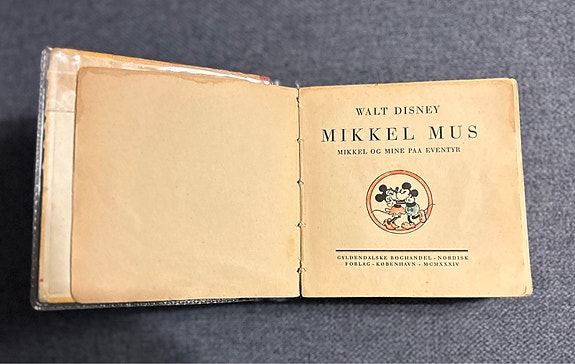 WALT DISNEY
MIKKEL MUS
MIKKEL OG MINE PAA EVENTYR
GYLDENDALSKE BOGHANDEL - NORDISK
FORLAG - KØBENHAVN - MCMXXXIV